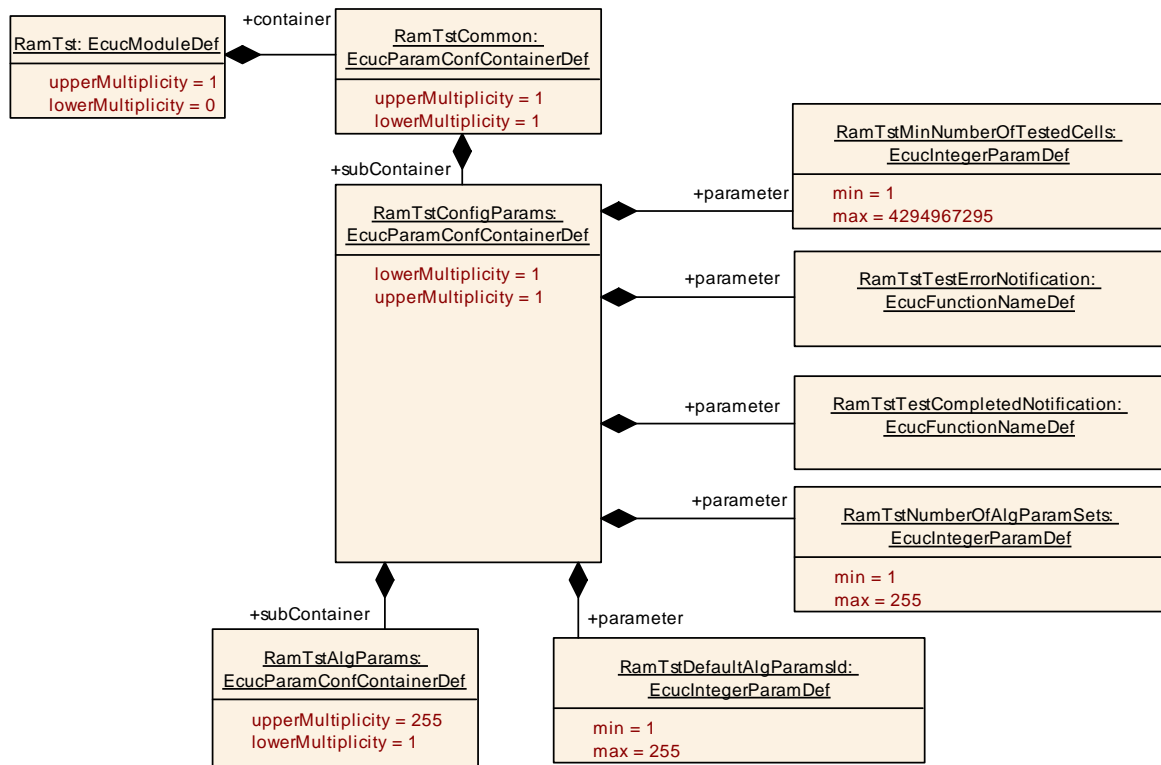 +container
RamTst: EcucModuleDef
upperMultiplicity = 1
lowerMultiplicity = 0
RamTstCommon:
EcucParamConfContainerDef
upperMultiplicity = 1
lowerMultiplicity = 1
+subContainer
RamTstConfigParams:
EcucParamConfContainerDef
lowerMultiplicity = 1
upperMultiplicity = 1
+parameter
RamTstMinNumberOfTestedCells:
EcucIntegerParamDef
min = 1
max = 4294967295
+parameter
RamTstTestErrorNotification:
EcucFunctionNameDef
+parameter
RamTstTestCompletedNotification:
EcucFunctionNameDef
+parameter
RamTstNumberOfAlgParamSets:
EcucIntegerParamDef
min = 1
max = 255
+subContainer
RamTstAlgParams:
EcucParamConfContainerDef
upperMultiplicity = 255
lowerMultiplicity = 1
+parameter
RamTstDefaultAlgParamsId:
EcucIntegerParamDef
min = 1
max = 255